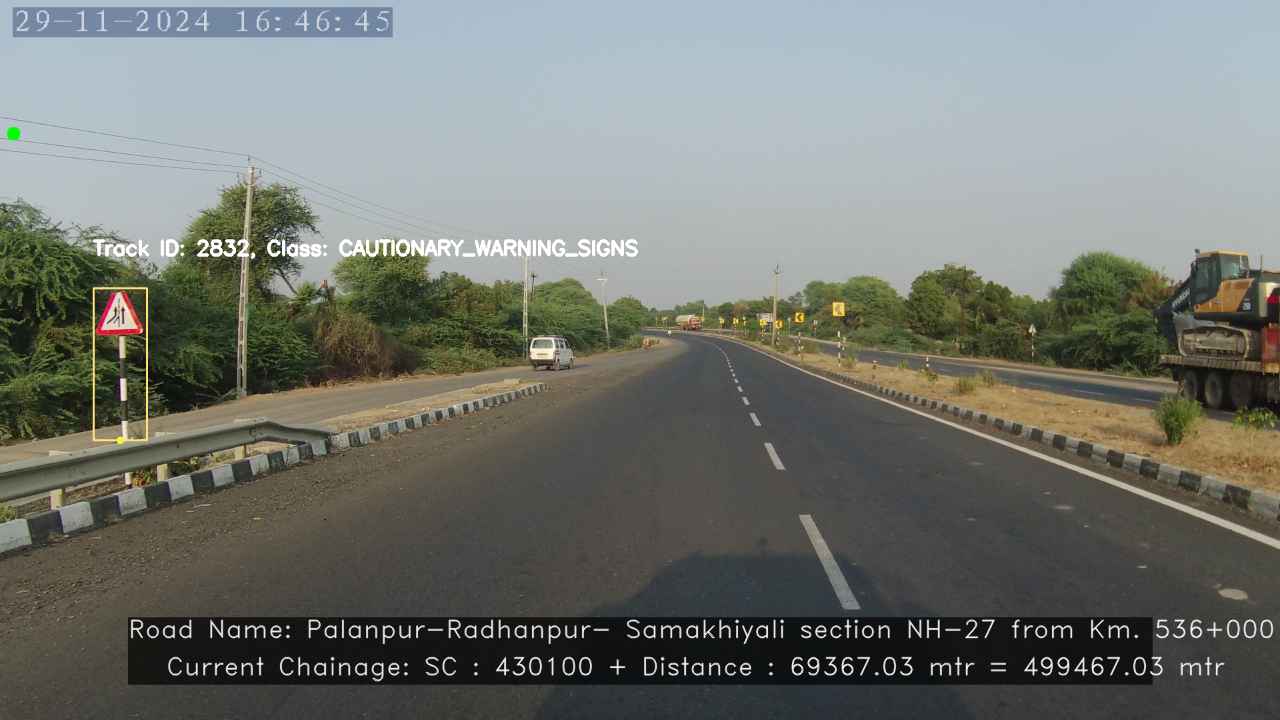 29-11-2024 16:46:45
Track ID: 2832, Class: CAUTIONARY_WARNING_SIGNS
Road Name: Palanpur-Radhanpur- Samakhiyali section NH-27 from Km. 536+000
Current Chainage: SC : 430100 + Distance : 69367.03 mtr = 499467.03 mtr